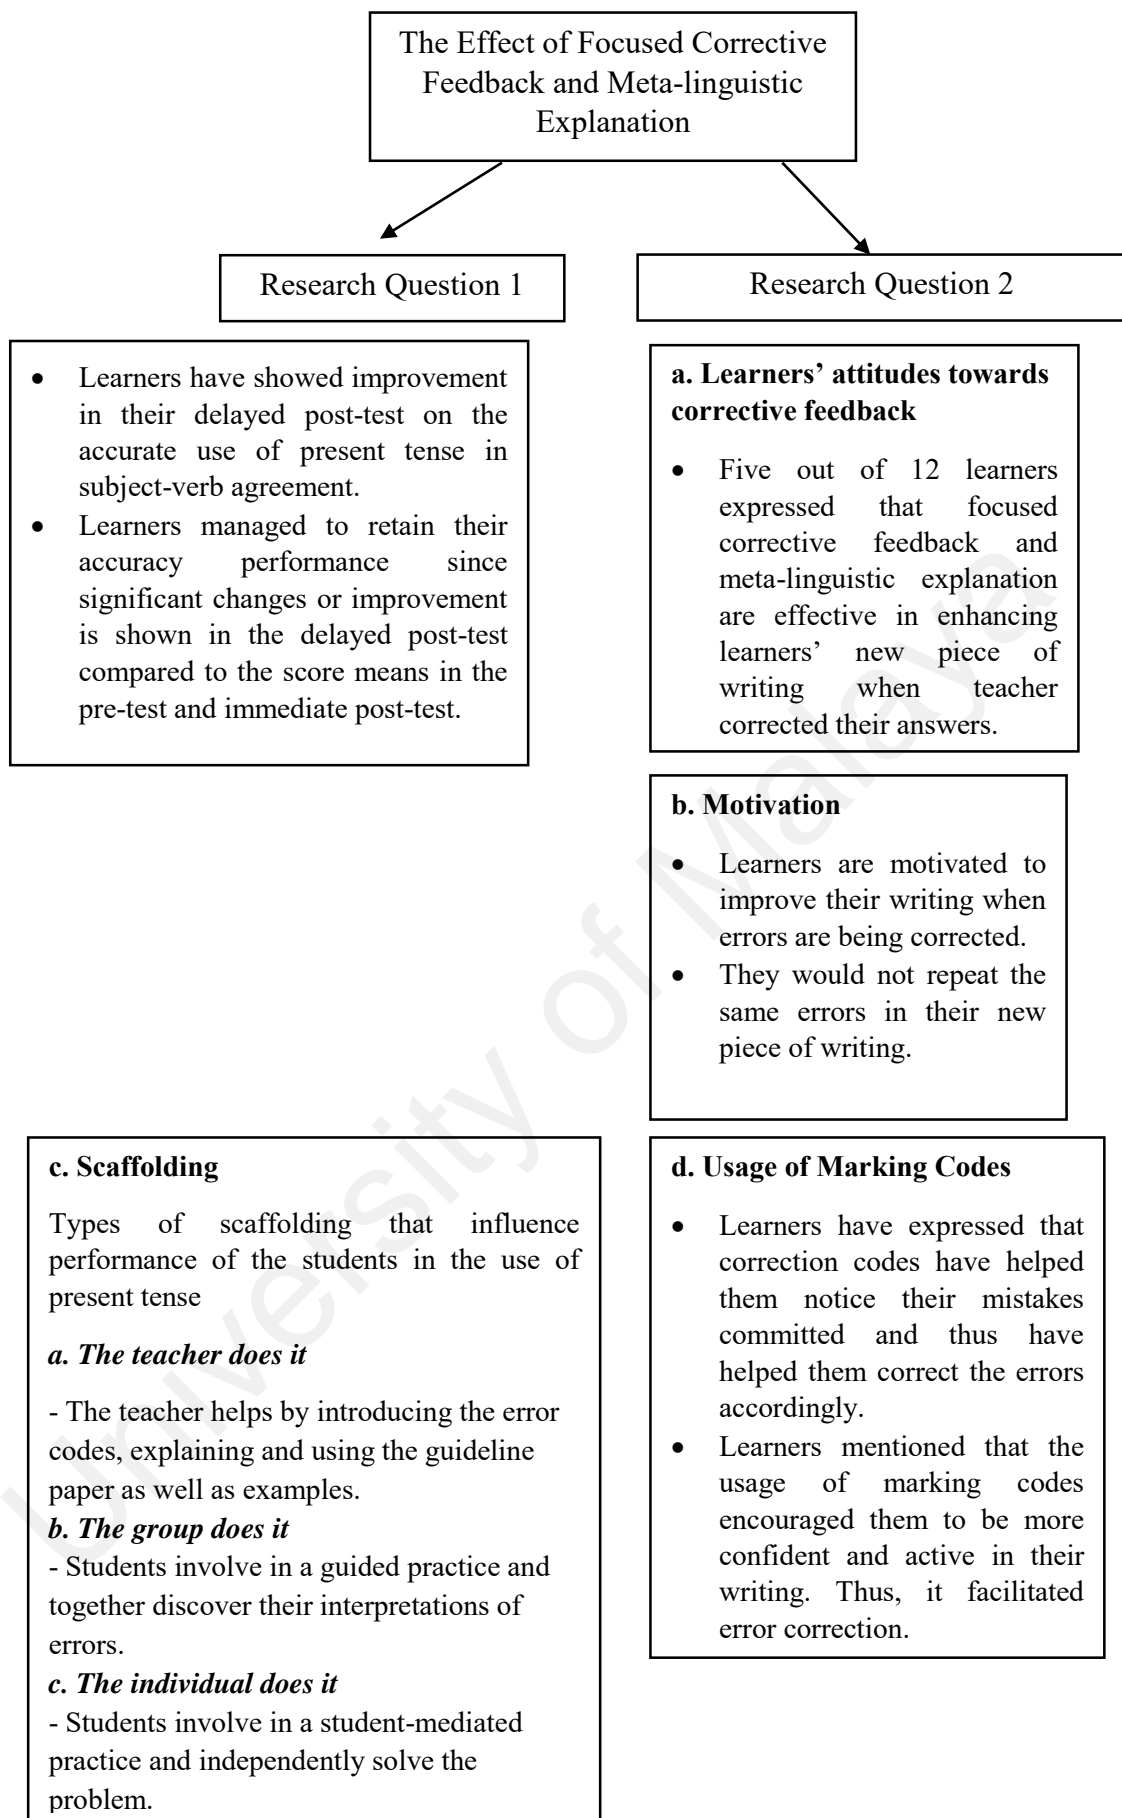 The Effect of Focused Corrective
Feedback and Meta-linguistic
Explanation
Research Question 1
Research Question 2
• Learners have showed improvement
in their delayed post-test on the
accurate use of present tense in
subject-verb agreement.
• Learners managed to retain their
accuracy performance since
significant changes or improvement
is shown in the delayed post-test
compared to the score means in the
pre-test and immediate post-test.
a. Learners’ attitudes towards
corrective feedback
• Five out of 12 learners
expressed that focused
corrective feedback and
meta-linguistic explanation
are effective in enhancing
learners’ new piece of
writing when teacher
corrected their answers.
b. Motivation
• Learners are motivated to
improve their writing when
errors are being corrected.
• They would not repeat the
same errors in their new
piece of writing.
c. Scaffolding
Types of scaffolding that influence
performance of the students in the use of
present tense
a. The teacher does it
- The teacher helps by introducing the error
codes, explaining and using the guideline
paper as well as examples.
b. The group does it
- Students involve in a guided practice and
together discover their interpretations of
errors.
c. The individual does it
- Students involve in a student-mediated
practice and independently solve the
problem.
d. Usage of Marking Codes
• Learners have expressed that
correction codes have helped
them notice their mistakes
committed and thus have
helped them correct the errors
accordingly.
• Learners mentioned that the
usage of marking codes
encouraged them to be more
confident and active in their
writing. Thus, it facilitated
error correction.
University of Malaya